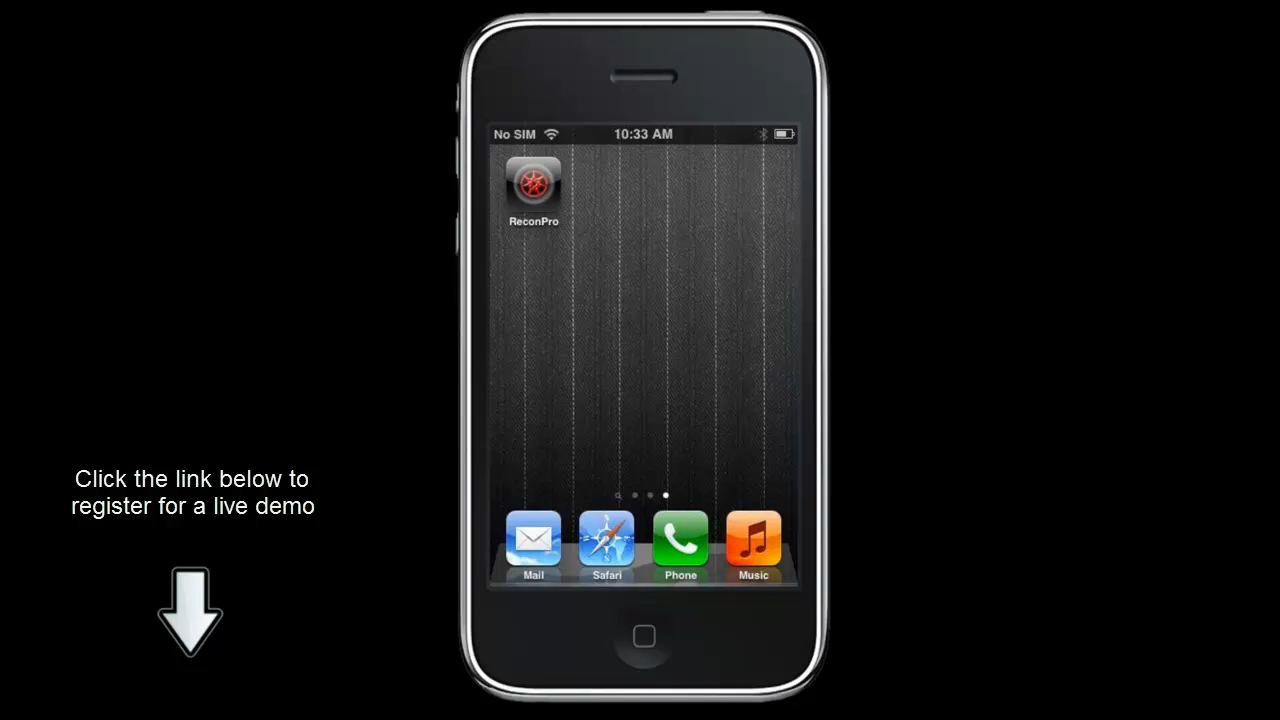 No SIM 10:33 AM
ReconPro
Click the link below to
register for a live demo
Mail Safari Phone Music